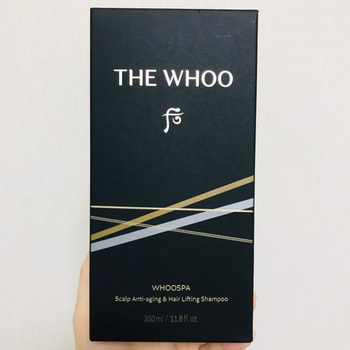 THE WHOO
WHOOSPA
Scalp Anti-aging & Hair Lifting Shampoo
350 ml / 11.8 fl. oz.